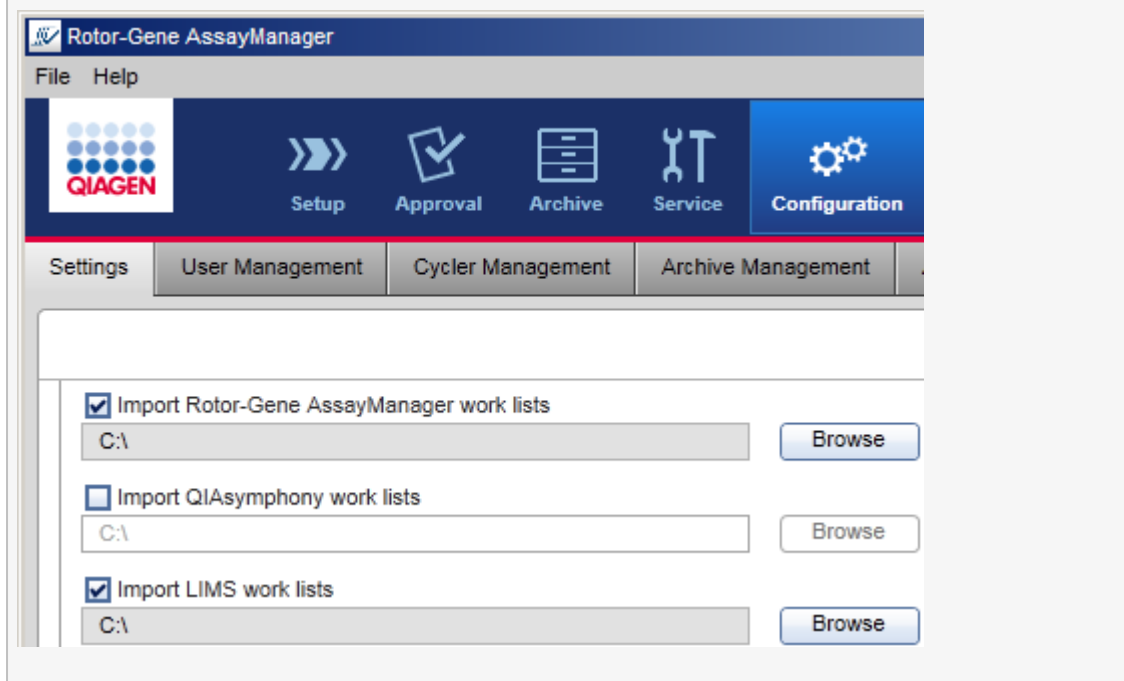 Rotor-Gene AssayManager
File Help
QIAGEN
Setup Approval Archive Service Configuration
Settings User Management Cycler Management Archive Management
Import Rotor-Gene AssayManager work lists
C:\ Browse
Import QIAsymphony work lists
C:\ Browse
Import LIMS work lists
C:\ Browse